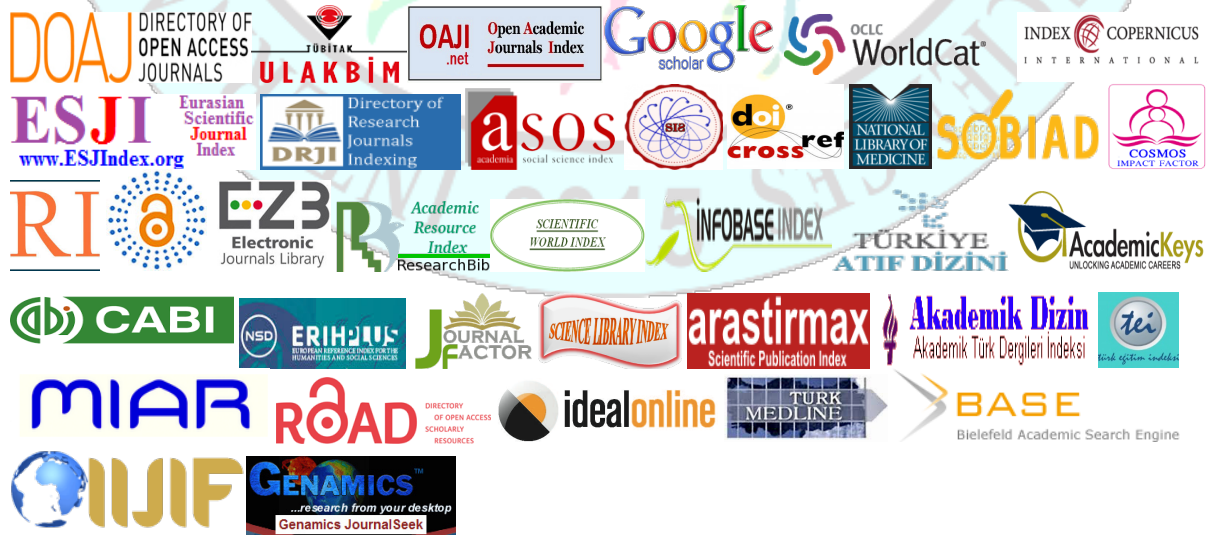 DOAJ
DIRECTORY OF
OPEN ACCESS
JOURNALS
TÜBİTAK
ULAKBİM
OAJI
.net
Open Academic
Journals Index
Google
scholar
OCLC
WorldCat®
INDEX COPERNICUS
INTERNATIONAL
ESJI
www.ESJIndex.org
Eurasian
Scientific
Journal
Index
DRJI
Directory of
Research
Journals
Indexing
asos
academia
social science index
SIS
doi®
cross ref
NATIONAL
LIBRARY OF
MEDICINE
SOBIAD
COSMOS
IMPACT FACTOR
RI
EZB
Electronic
Journals Library
RB
Academic
Resource
Index
ResearchBib
SCIENTIFIC
WORLD INDEX
İNFOBASE INDEX
TÜRKİYE
ATIF DİZİNİ
AcademicKeys
UNLOCKING ACADEMIC CAREERS
2015
CABI
NSD
ERIHPLUS
EUROPEAN REFERENCE INDEX FOR THE
HUMANITIES AND SOCIAL SCIENCES
JOURNAL
FACTOR
SCIENCE LIBRARY INDEX
arastirmax
Scientific Publication Index
Akademik Dizin
Akademik Türk Dergileri İndeksi
tei
türk eğitim indeksi
MIAR
ROAD
DIRECTORY
OF OPEN ACCESS
SCHOLARLY
RESOURCES
idealonline
TURK
MEDLINE
BASE
Bielefeld Academic Search Engine
IIJIF
GENAMICS™
...research from your desktop
Genamics JournalSeek